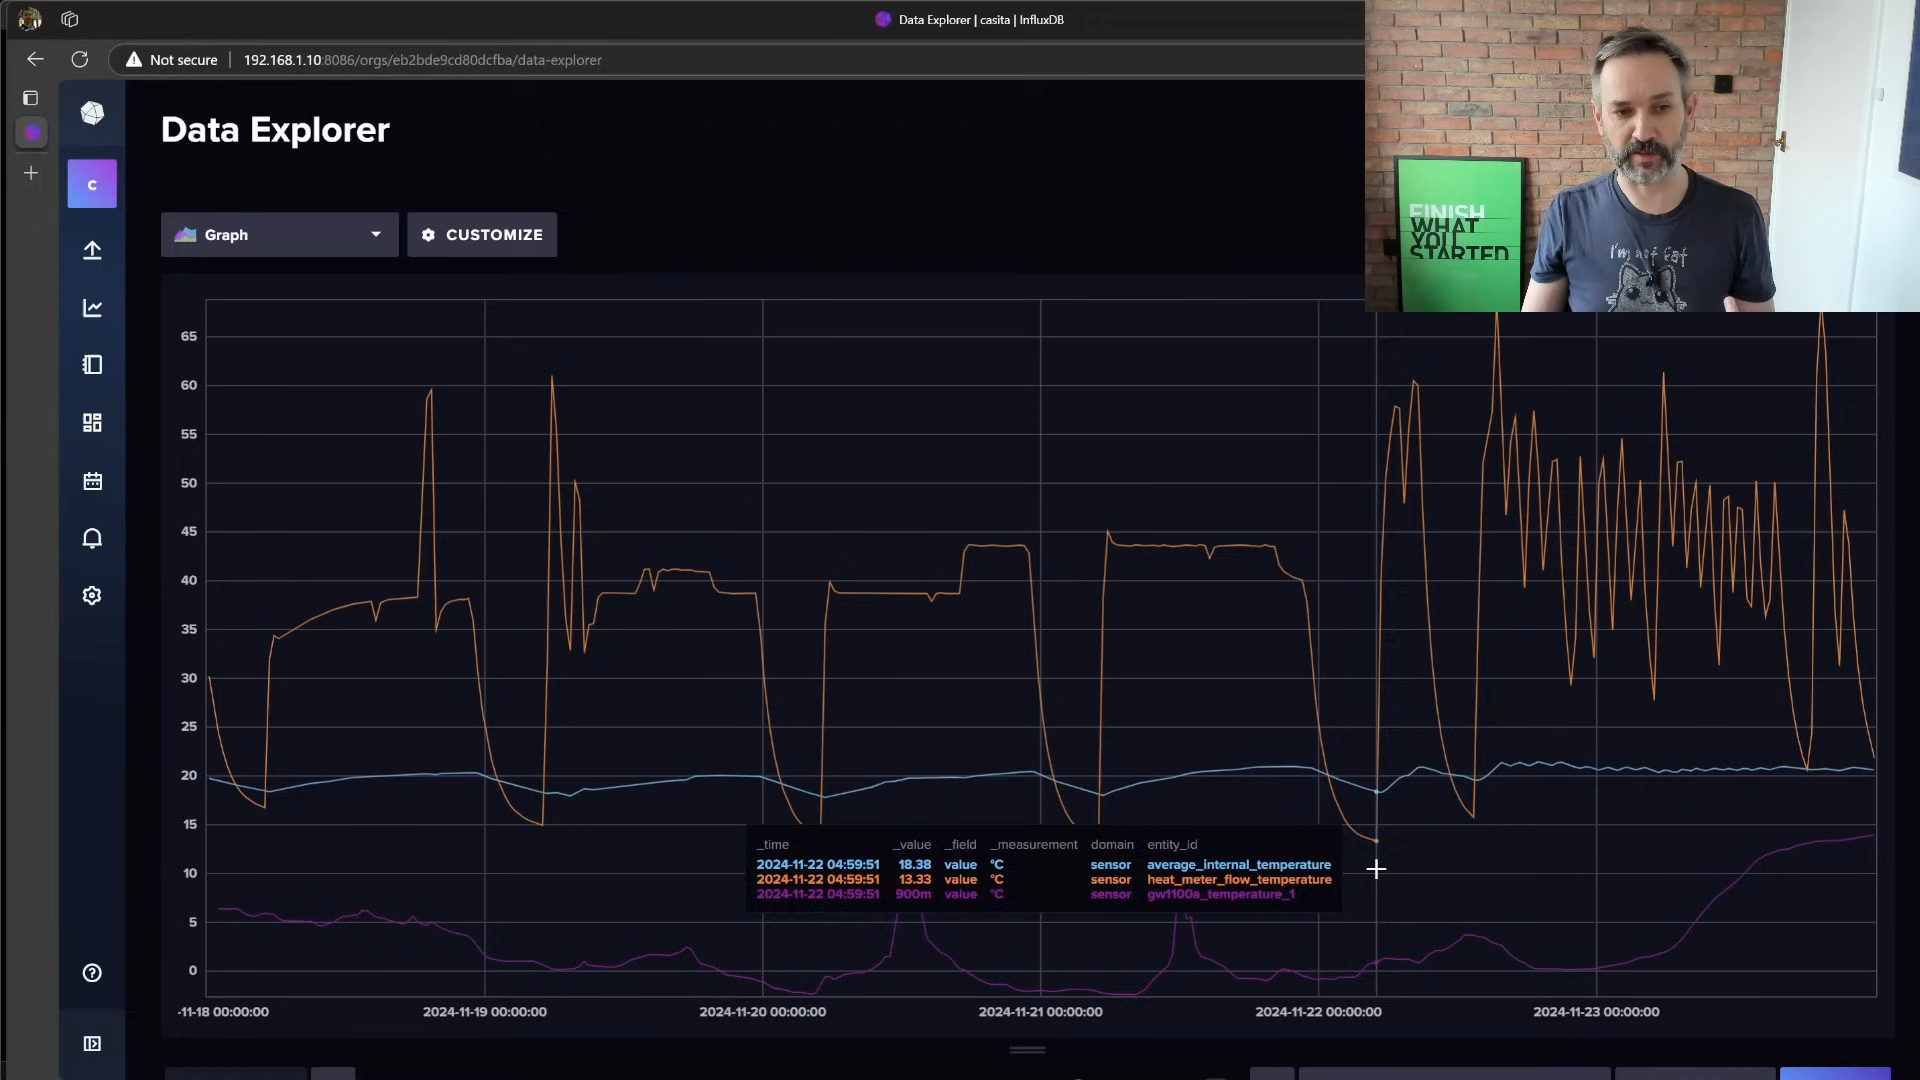 Data Explorer | casita | InfluxDB
Not secure 192.168.1.10:8086/orgs/eb2bde9cd80dcfba/data-explorer
Data Explorer
C
Graph
CUSTOMIZE
FINISH
WHAT
YOU
STARTED
I'm not fat
65
60
55
50
45
40
35
30
25
20
15
10
5
0
_time _value _field _measurement domain entity_id
2024-11-22 04:59:51 18.38 value °C sensor average_internal_temperature
2024-11-22 04:59:51 13.33 value °C sensor heat_meter_flow_temperature
2024-11-22 04:59:51 900m value °C sensor gw1100a_temperature_1
-11-18 00:00:00 2024-11-19 00:00:00 2024-11-20 00:00:00 2024-11-21 00:00:00 2024-11-22 00:00:00 2024-11-23 00:00:00